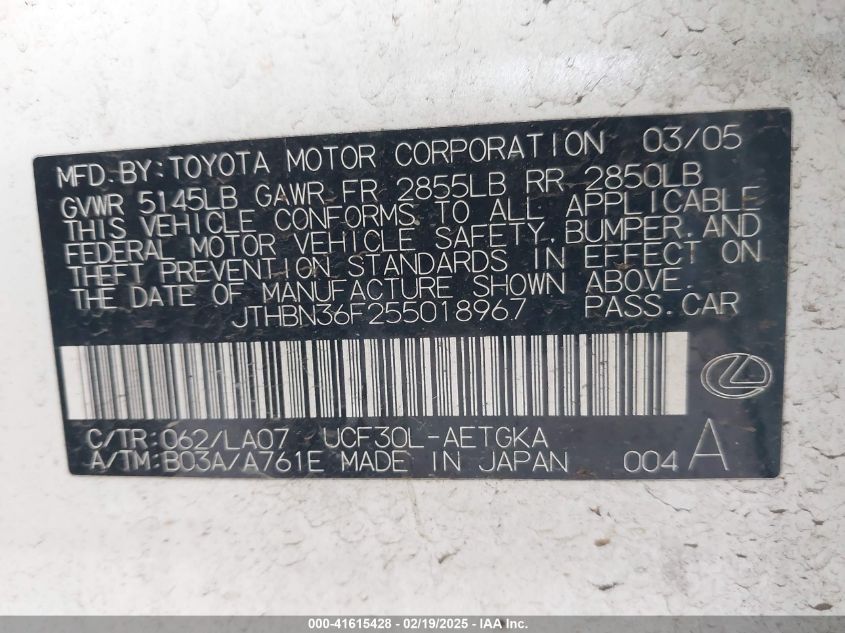 MFD. BY: TOYOTA MOTOR CORPORATION 03/05
GVWR 5145LB GAWR FR 2855LB RR 2850LB
THIS VEHICLE CONFORMS TO ALL APPLICABLE
FEDERAL MOTOR VEHICLE SAFETY, BUMPER, AND
THEFT PREVENTION STANDARDS IN EFFECT ON
THE DATE OF MANUFACTURE SHOWN ABOVE.
JTHBN36F255018967 PASS. CAR
C/TR: 062/LA07 UCF30L-AETGKA
A/TM: B03A/A761E MADE IN JAPAN 004 A
000-41615428 - 02/19/2025 - IAA Inc.